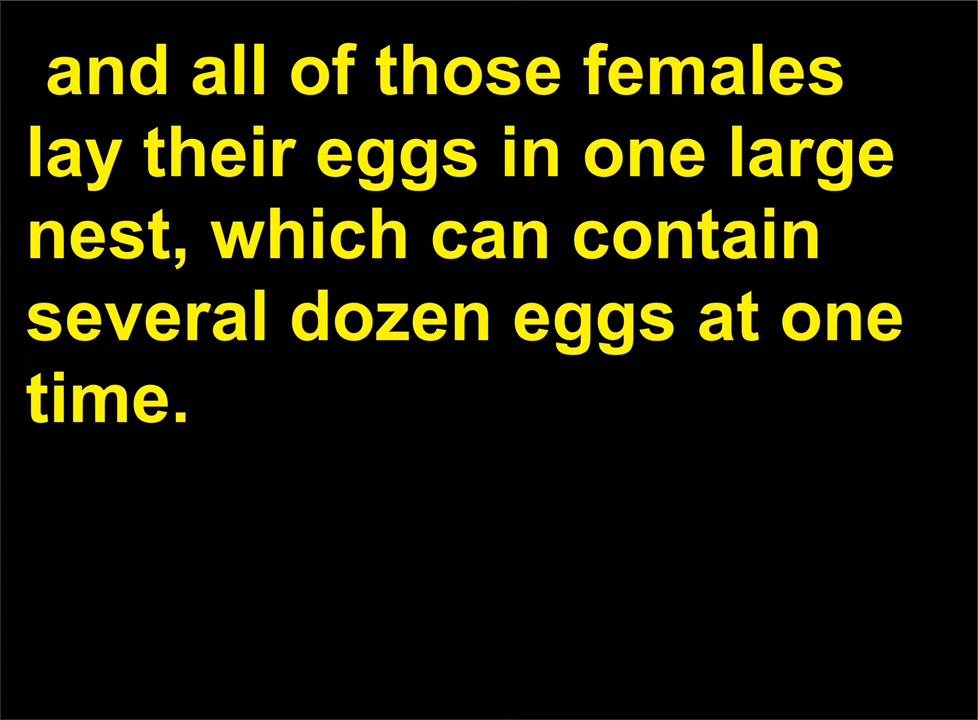 and all of those females
lay their eggs in one large
nest, which can contain
several dozen eggs at one
time.